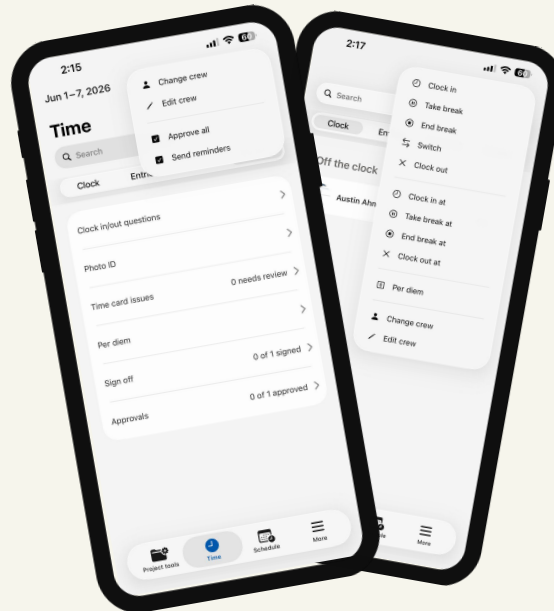 2:15
60
Jun 1–7, 2026
Time
Search
Clock
Change crew
Edit crew
Approve all
Send reminders
Clock in/out questions
Photo ID
Time card issues
0 needs review
Per diem
Sign off
0 of 1 signed
Approvals
0 of 1 approved
Project tools
Time
Schedule
More
2:17
60
Search
Clock
Off the clock
Austin
Clock in
Take break
End break
Switch
Clock out
Clock in at
Take break at
End break at
Clock out at
Per diem
Change crew
Edit crew
More